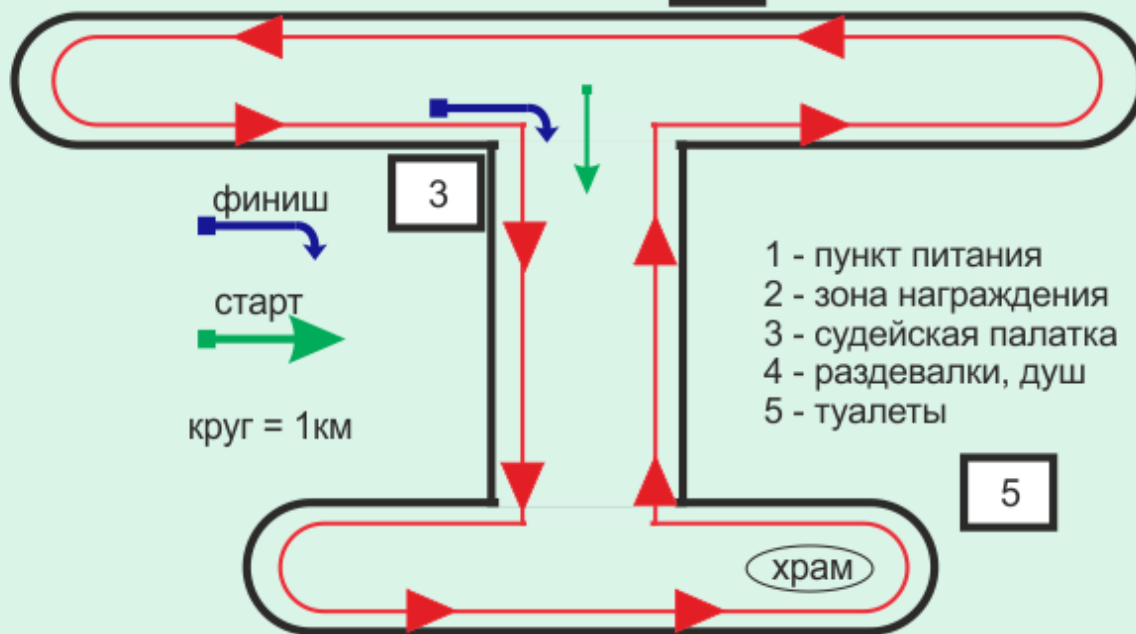 3
финиш
старт
круг = 1км
1 - пункт питания
2 - зона награждения
3 - судейская палатка
4 - раздевалки, душ
5 - туалеты
5
храм